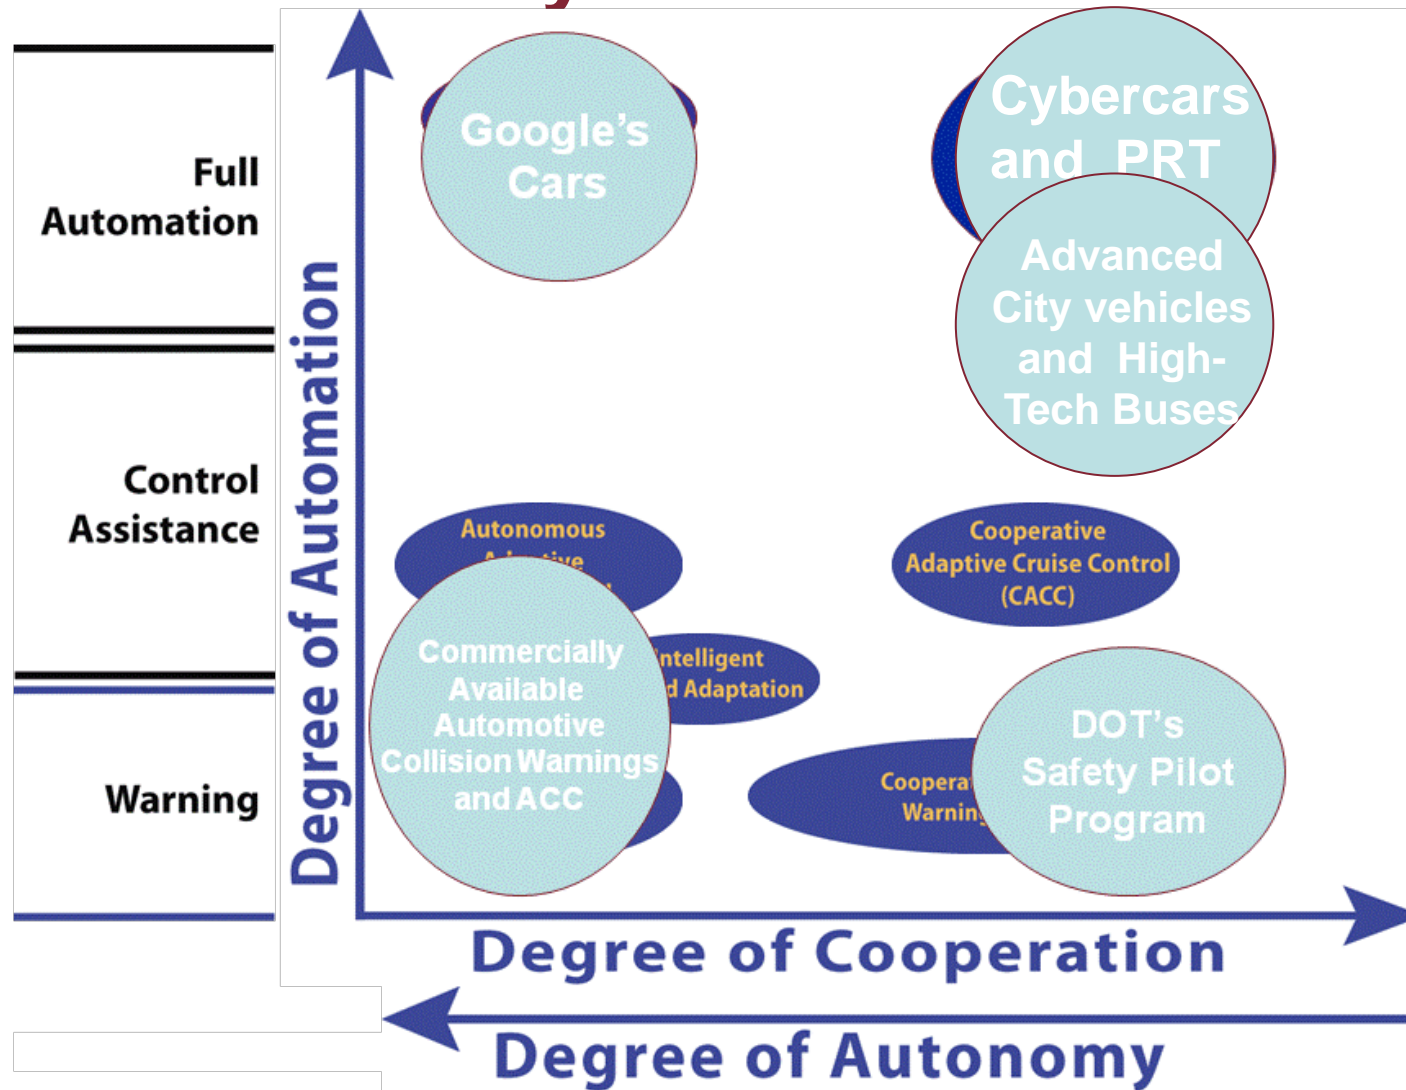 Full
Automation
Control
Assistance
Warning
Degree of Automation
Google's
Cars
Cybercars
and PRT
Advanced
City vehicles
and High-
Tech Buses
Autonomous
Cooperative
Adaptive Cruise Control
(CACC)
Commercially
Available
Automotive
Collision Warnings
and ACC
Adaptation
DOT's
Safety Pilot
Program
Degree of Cooperation
Degree of Autonomy